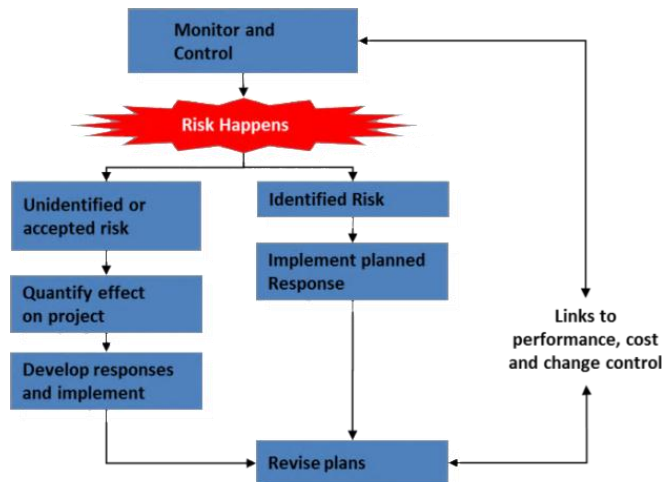 Monitor and
Control
Risk Happens
Unidentified or
accepted risk
Identified Risk
Quantify effect
on project
Implement planned
Response
Links to
performance, cost
and change control
Develop responses
and implement
Revise plans